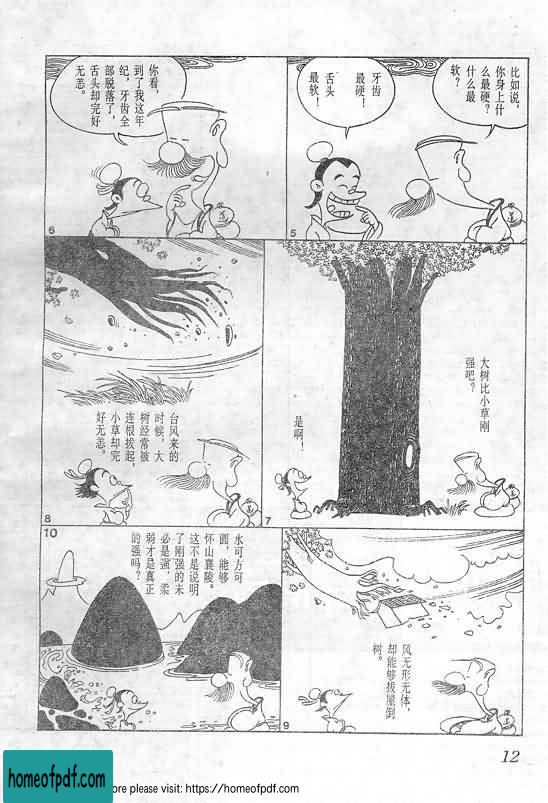 比如说，
你身上什
么最硬？
什么最
软？
牙齿
最硬！
舌头
最软！
5
你看，
到了我这年
纪，牙齿全
部脱落了，
舌头却完好
无恙。
6
大树比小草刚
强吧？
是啊！
7
台风来的
时候，大
树经常被
连根拔起，
小草却完
好无恙。
8
风无形无体，
却能够拔屋倒
树。
9
水可方可
圆，能够
怀山襄陵。
这不是说明
了刚强的未
必是强，柔
弱才是真正
的强吗？
10
12
homeofpdf.com
ore please visit: https://homeofpdf.com